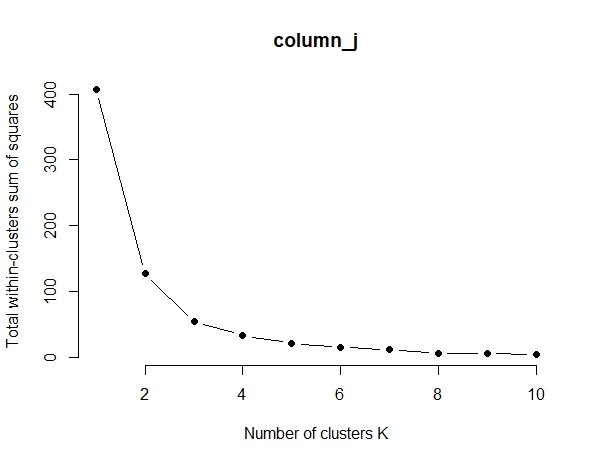 column_j
Total within-clusters sum of squares
400
300
200
100
0
2 4 6 8 10
Number of clusters K